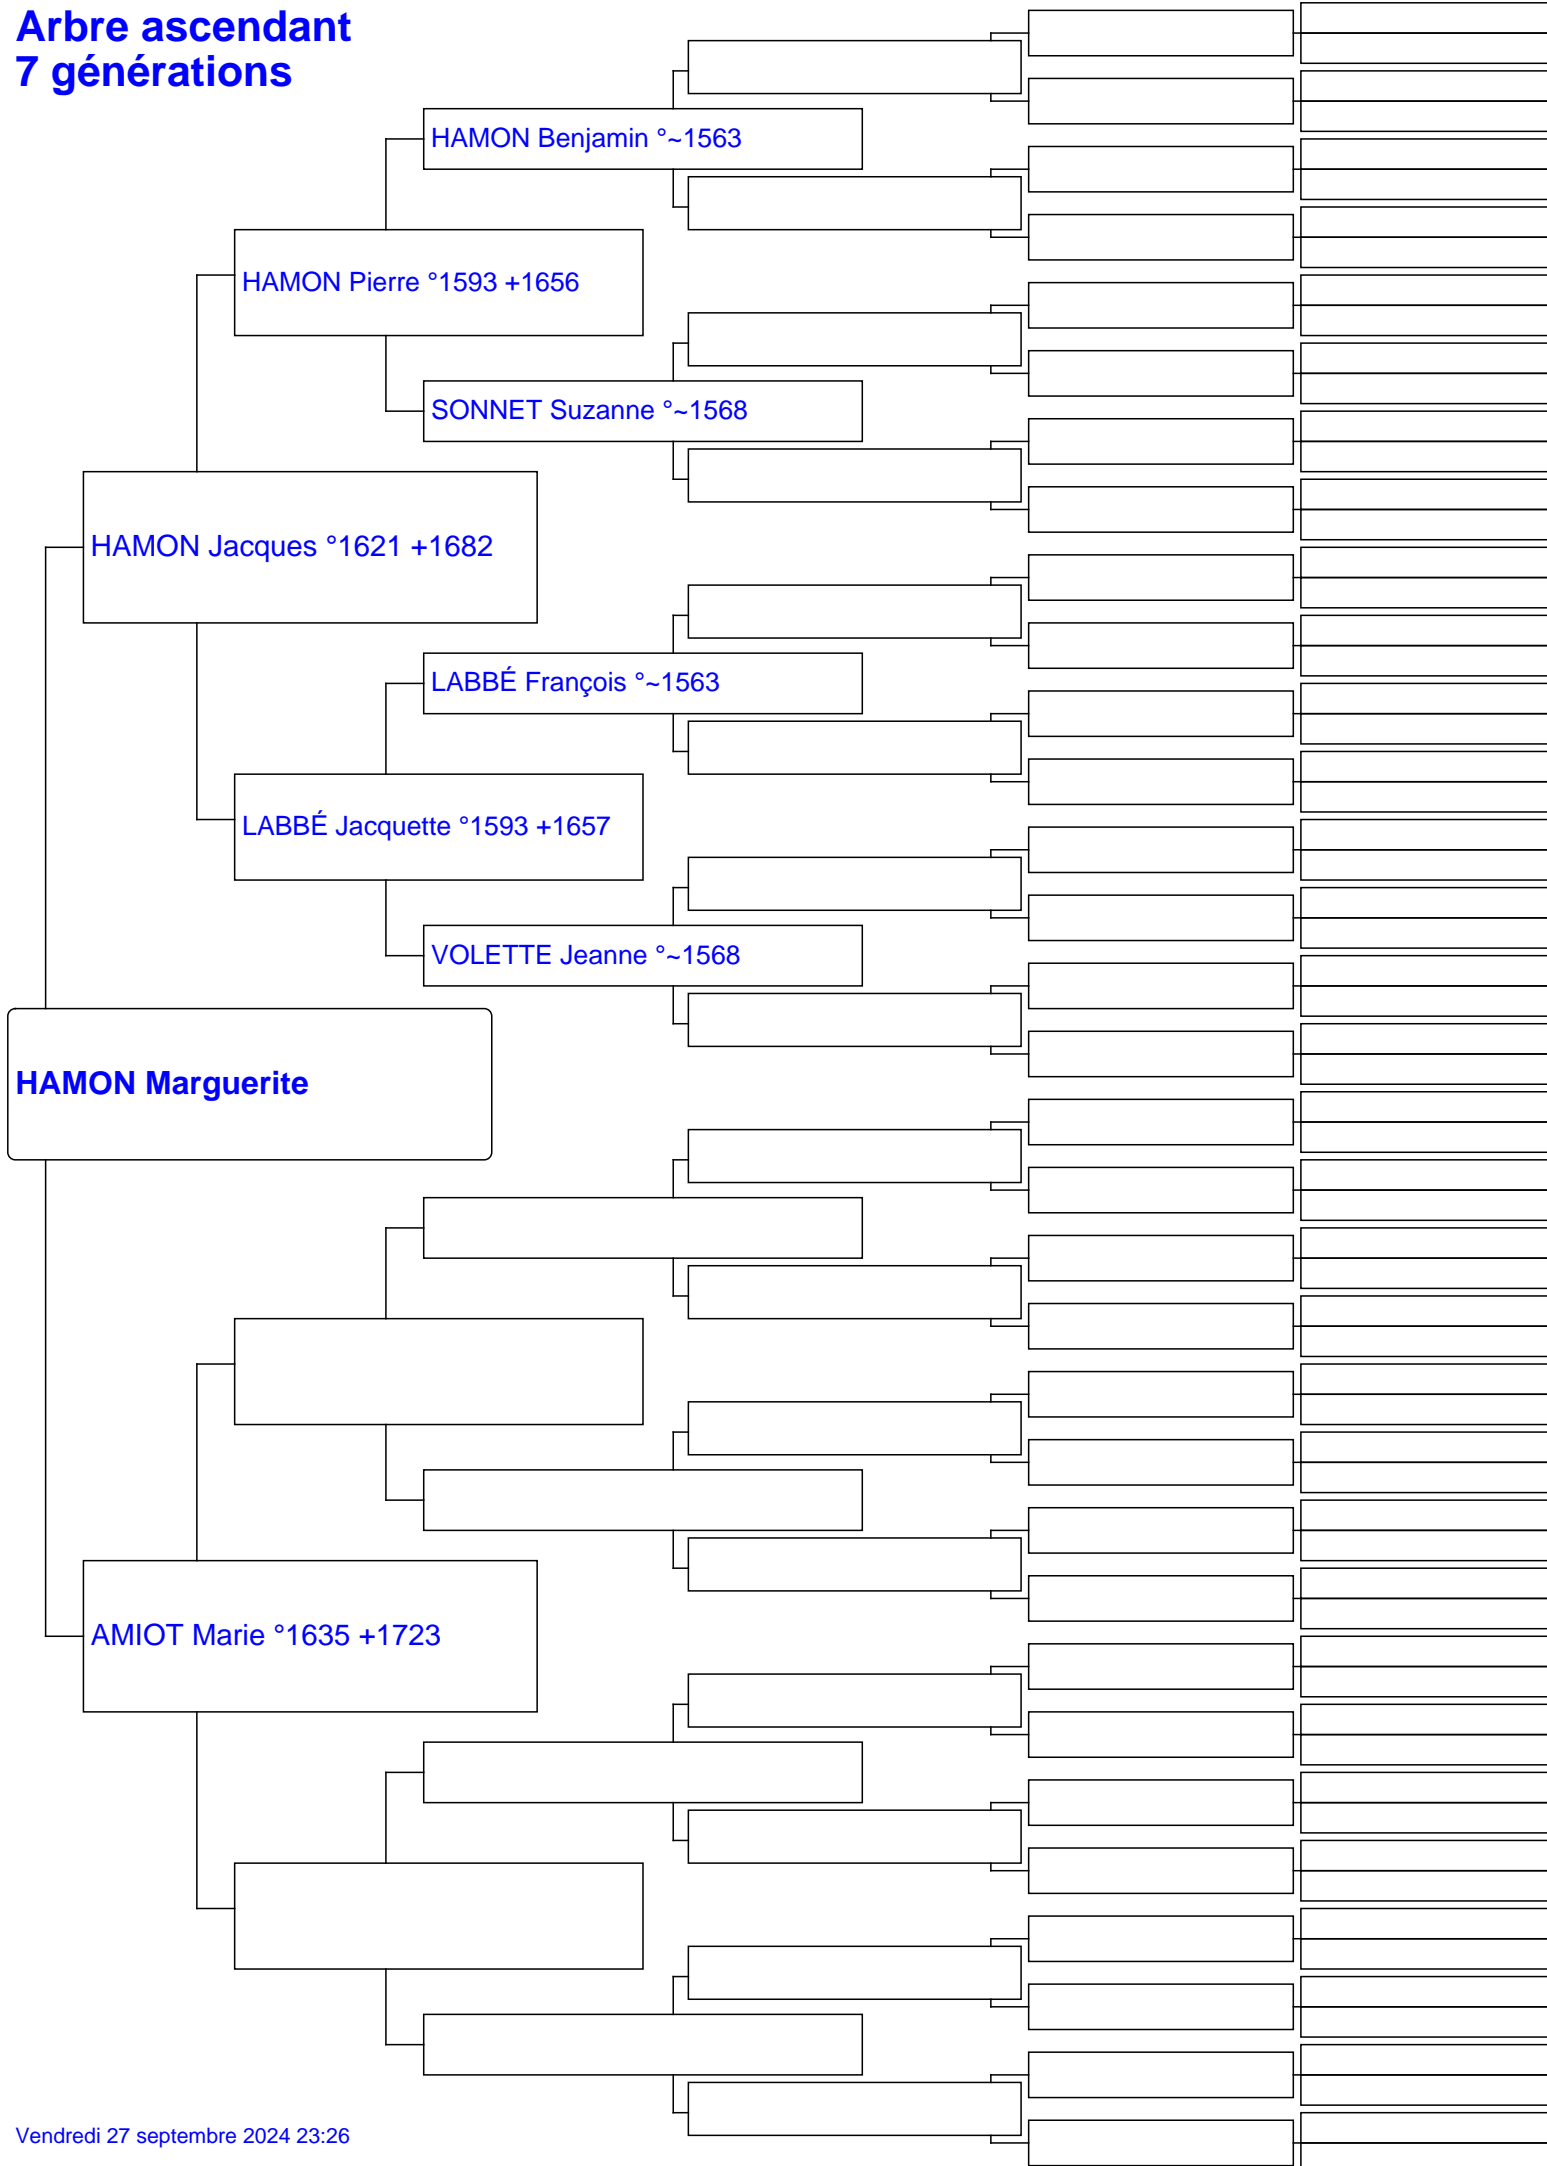 Arbre ascendant
7 générations
HAMON Benjamin °~1563
HAMON Pierre °1593 +1656
SONNET Suzanne °~1568
HAMON Jacques °1621 +1682
LABBÉ François °~1563
LABBÉ Jacquette °1593 +1657
VOLETTE Jeanne °~1568
HAMON Marguerite
AMIOT Marie °1635 +1723
Vendredi 27 septembre 2024 23:26